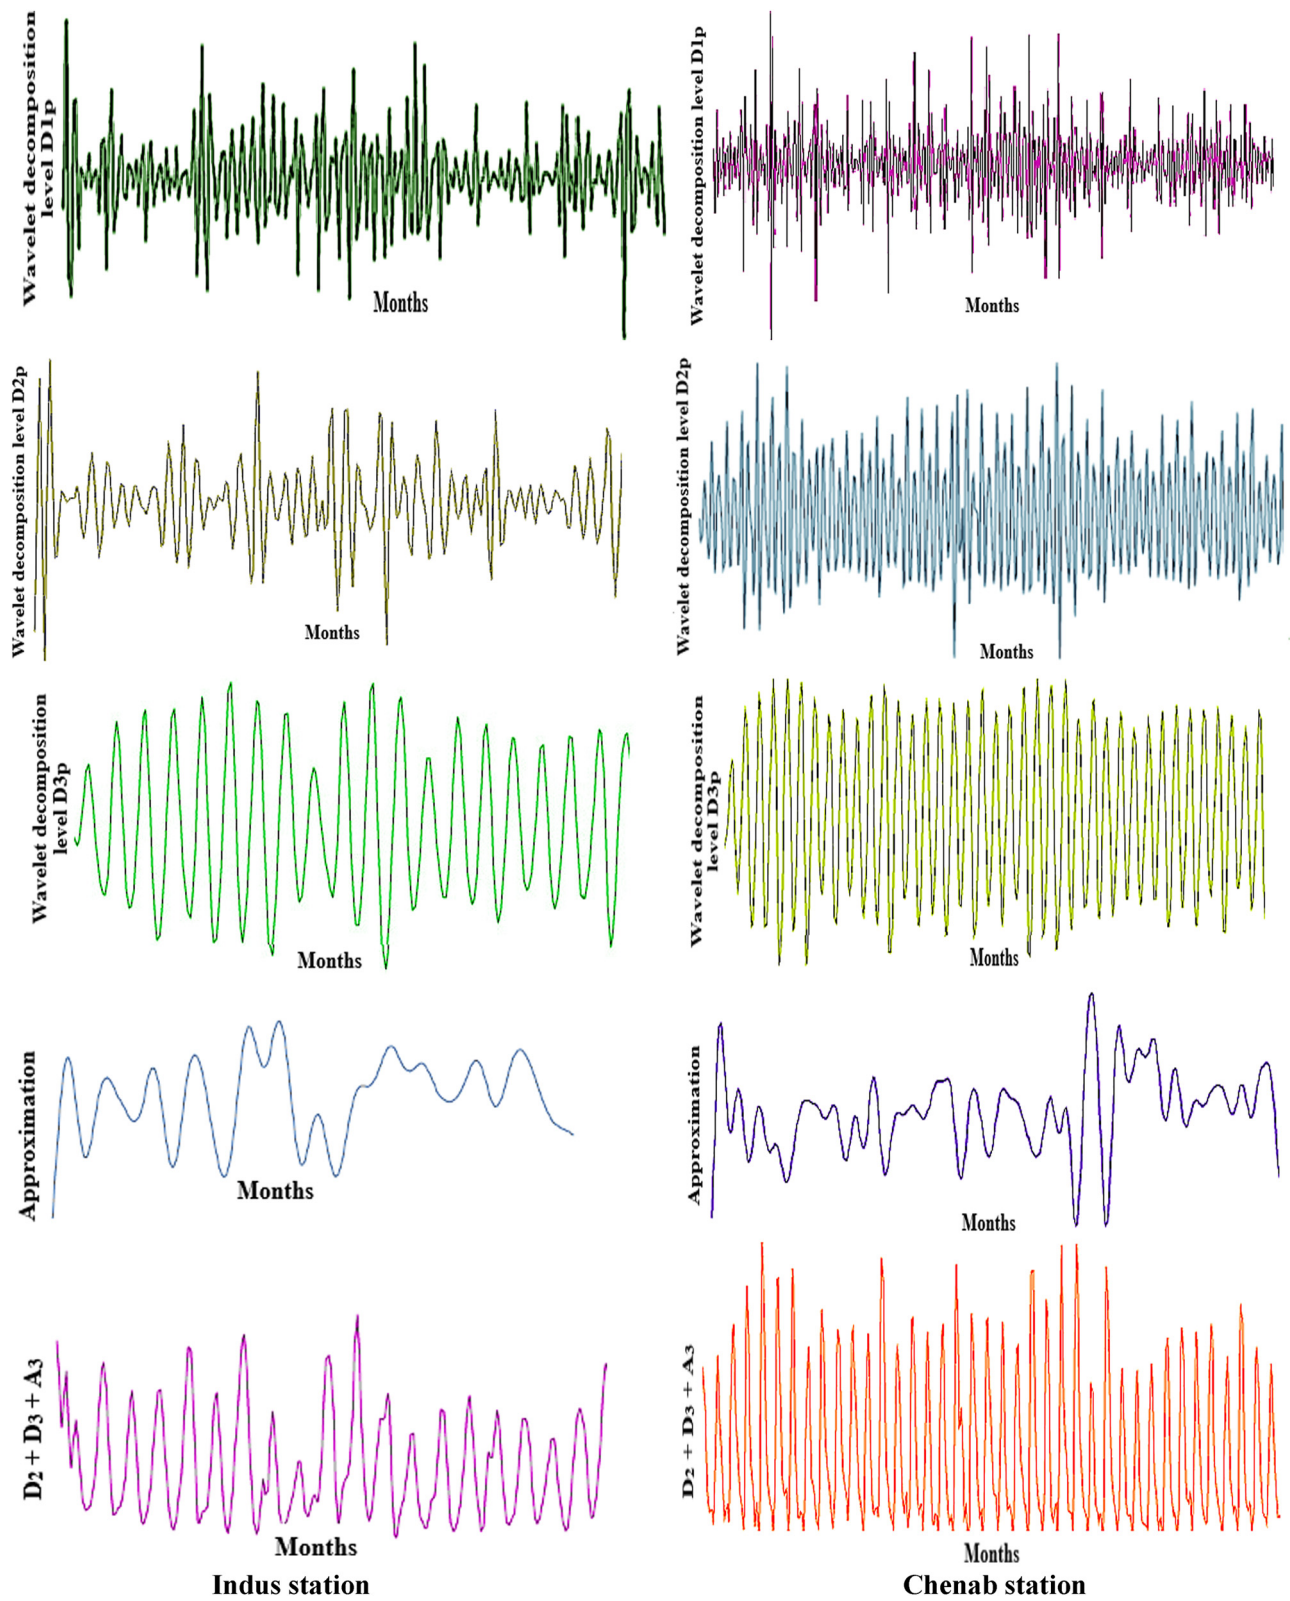 Wavelet decomposition
level D1p
Months
Wavelet decomposition level D1p
Months
Wavelet decomposition level D2p
Months
Wavelet decomposition level D2p
Months
Wavelet decomposition
level D3p
Months
Wavelet decomposition
level D3p
Months
Approximation
Months
Approximation
Months
D2 + D3 + A3
Months
D2 + D3 + A3
Months
Indus station
Chenab station